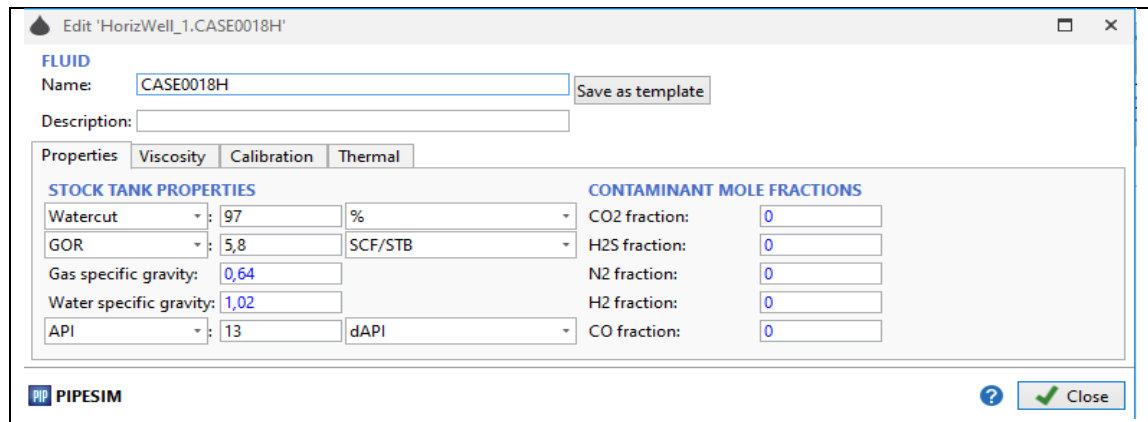 Edit 'HorizWell_1.CASE0018H'
FLUID
Name: CASE0018H Save as template
Description:
Properties Viscosity Calibration Thermal
STOCK TANK PROPERTIES CONTAMINANT MOLE FRACTIONS
Watercut : 97 % CO2 fraction: 0
GOR : 5,8 SCF/STB H2S fraction: 0
Gas specific gravity: 0,64 N2 fraction: 0
Water specific gravity: 1,02 H2 fraction: 0
API : 13 dAPI CO fraction: 0
PIP PIPESIM ? Close